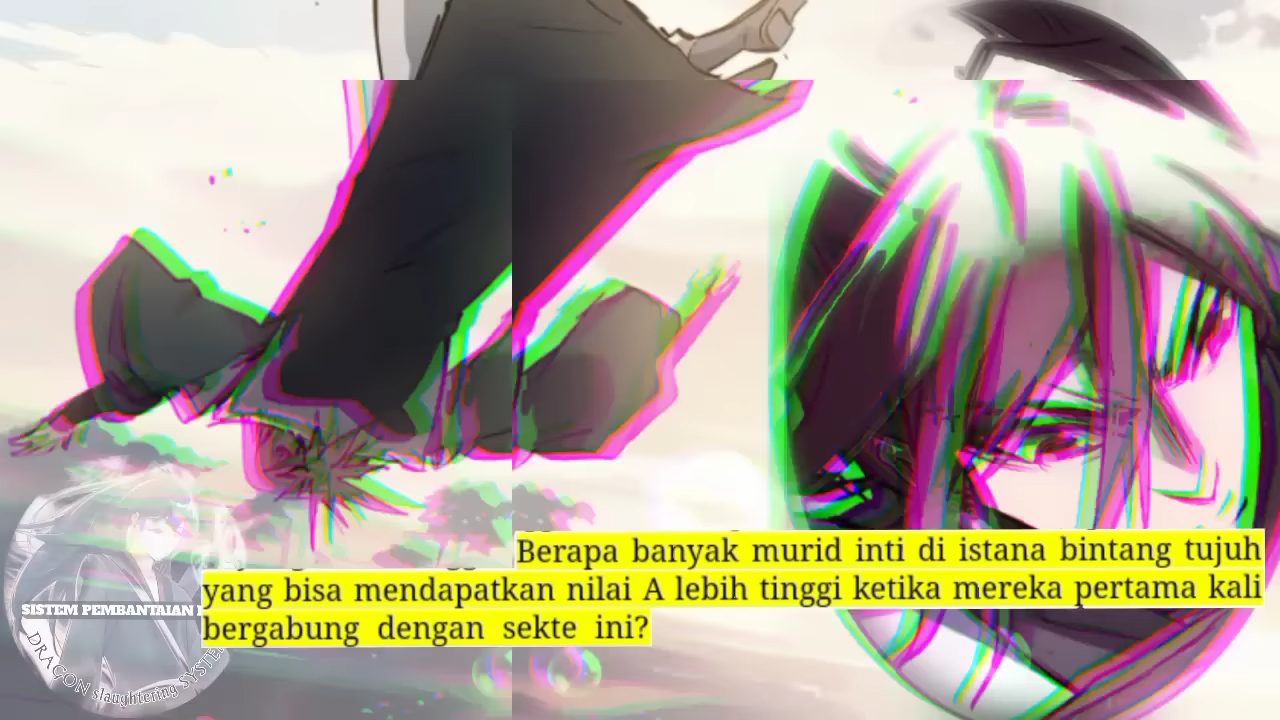 Berapa banyak murid inti di istana bintang tujuh
yang bisa mendapatkan nilai A lebih tinggi ketika mereka pertama kali
bergabung dengan sekte ini?
SISTEM PEMBANTAIAN
DRAGON slaughtering SYSTEM